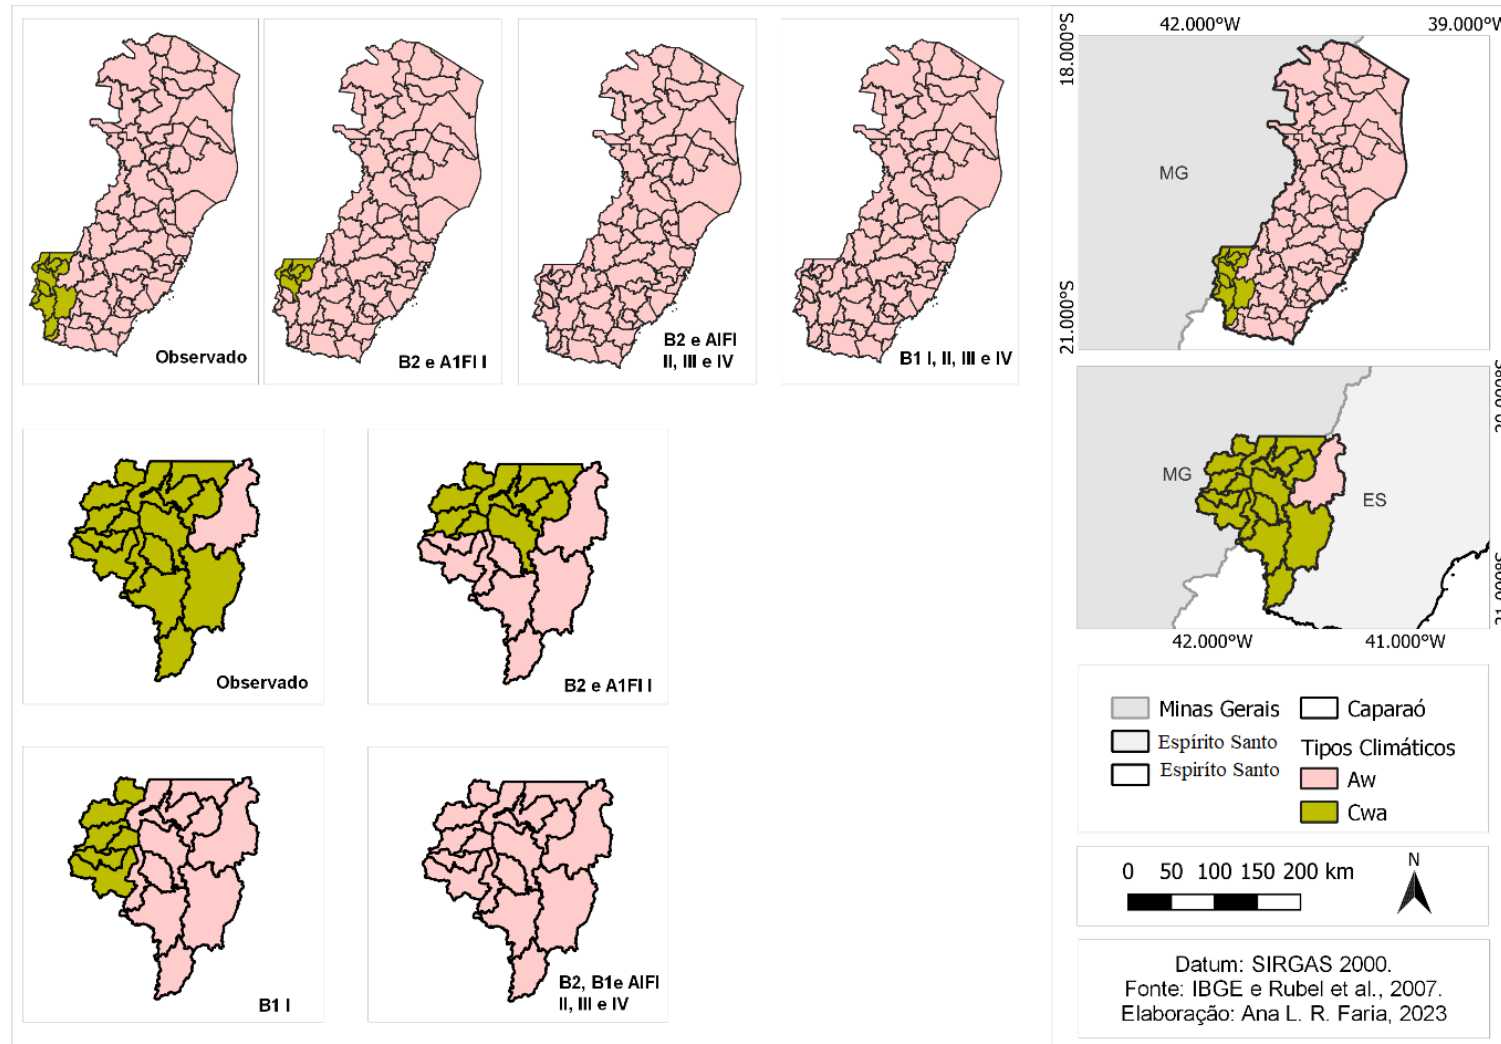 Observado
B2 e A1FI I
B2 e AIFI
II, III e IV
B1 I, II, III e IV
Observado
B2 e A1FI I
B1 I
B2, B1e AIFI
II, III e IV
42.000°W
39.000°W
18.000°S
21.000°S
MG
MG
ES
21.000°S
42.000°W
41.000°W
Minas Gerais
Espírito Santo
Espiríto Santo
Caparaó
Tipos Climáticos
Aw
Cwa
0 50 100 150 200 km
N
Datum: SIRGAS 2000.
Fonte: IBGE e Rubel et al., 2007.
Elaboração: Ana L. R. Faria, 2023